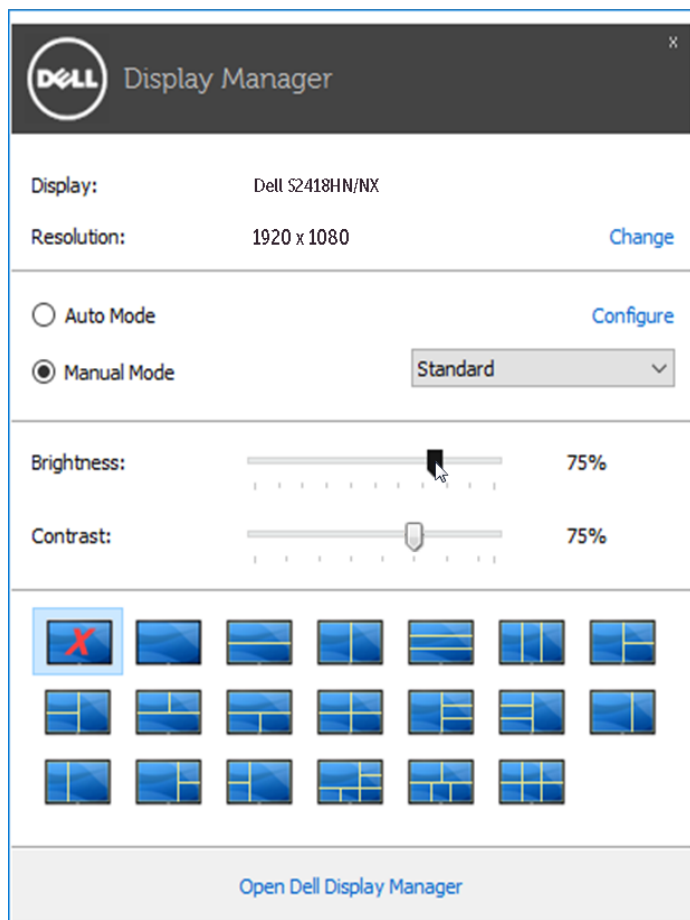 x
DELL Display Manager
Display: Dell S2418HN/NX
Resolution: 1920 x 1080 Change
Auto Mode Configure
Manual Mode Standard
Brightness: 75%
Contrast: 75%
X
Open Dell Display Manager